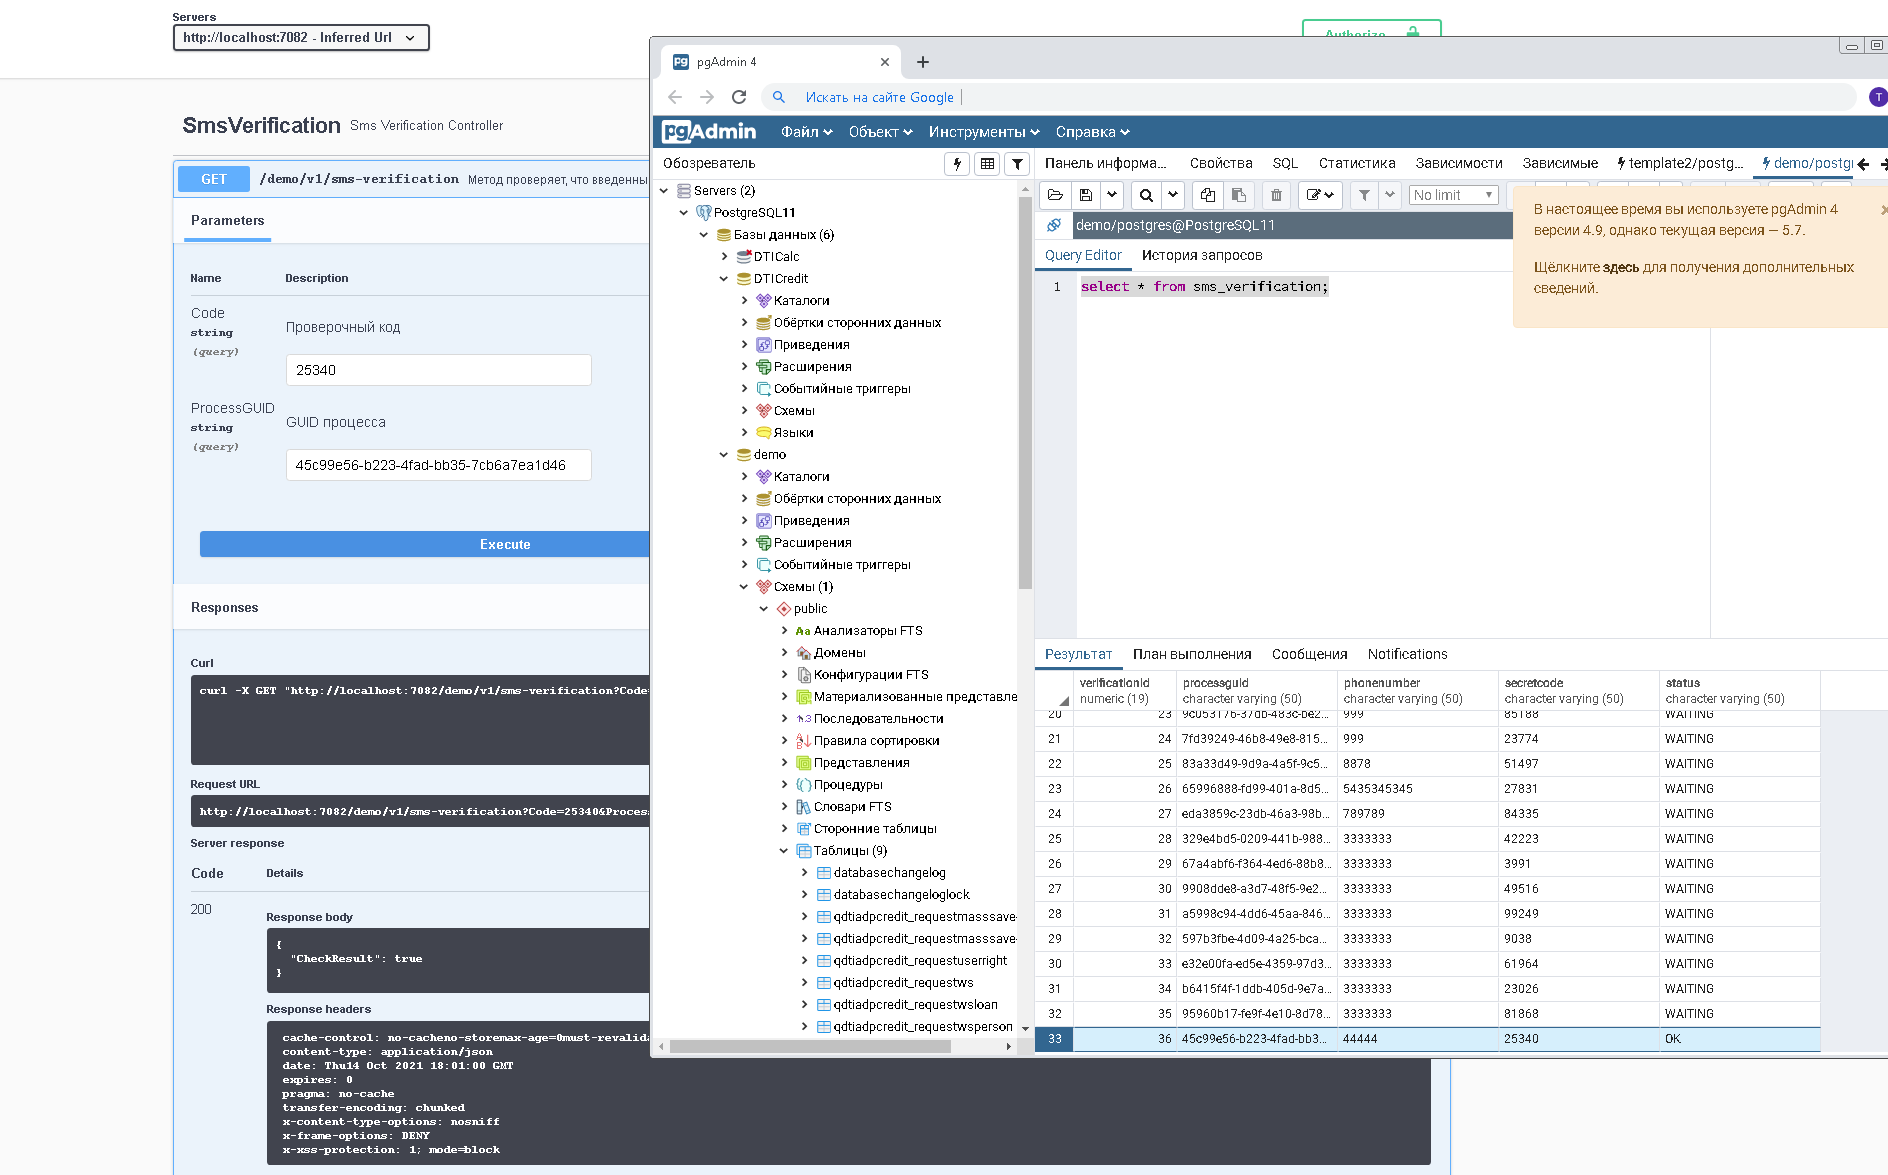 Servers
http://localhost:7082 - Inferred Url
SmsVerification Sms Verification Controller
GET /demo/v1/sms-verification Метод проверяет, что введенны
Parameters
Name Description
Code
string
(query)
Проверочный код
25340
ProcessGUID
string
(query)
GUID процесса
45c99e56-b223-4fad-bb35-7cb6a7ea1d46
Execute
Responses
Curl
curl -X GET "http://localhost:7082/demo/v1/sms-verification?Code=
Request URL
http://localhost:7082/demo/v1/sms-verification?Code=25340&Process
Server response
Code Details
200
Response body
{
"CheckResult": true
}
Response headers
cache-control: no-cacheno-storemax-age=0must-revalida
content-type: application/json
date: Thu14 Oct 2021 18:01:00 GMT
expires: 0
pragma: no-cache
transfer-encoding: chunked
x-content-type-options: nosniff
x-frame-options: DENY
x-xss-protection: 1; mode=block
Authorize
pgAdmin 4
Искать на сайте Google
T
pgAdmin Файл Объект Инструменты Справка
Обозреватель
Servers (2)
PostgreSQL11
Базы данных (6)
DTICalc
DTICredit
Каталоги
Обёртки сторонних данных
Приведения
Расширения
Событийные триггеры
Схемы
Языки
demo
Каталоги
Обёртки сторонних данных
Приведения
Расширения
Событийные триггеры
Схемы (1)
public
Анализаторы FTS
Домены
Конфигурации FTS
Материализованные представле
Последовательности
Правила сортировки
Представления
Процедуры
Словари FTS
Сторонние таблицы
Таблицы (9)
databasechangelog
databasechangeloglock
qdtiadpcredit_requestmasssave
qdtiadpcredit_requestmasssave
qdtiadpcredit_requestuserright
qdtiadpcredit_requestws
qdtiadpcredit_requestwsloan
qdtiadpcredit_requestwsperson
Панель информа... Свойства SQL Статистика Зависимости Зависимые template2/postg... demo/postgr
No limit
demo/postgres@PostgreSQL11
Query Editor История запросов
1 select * from sms_verification;
В настоящее время вы используете pgAdmin 4
версии 4.9, однако текущая версия — 5.7.
Щёлкните здесь для получения дополнительных
сведений.
Результат План выполнения Сообщения Notifications
verificationid processguid phonenumber secretcode status
numeric (19) character varying (50) character varying (50) character varying (50) character varying (50)
20 23 9c053176-37db-483c-be2... 999 85188 WAITING
21 24 7fd39249-46b8-49e8-815... 999 23774 WAITING
22 25 83a33d49-9d9a-4a5f-9c5... 8878 51497 WAITING
23 26 65996888-fd99-401a-8d5... 5435345345 27831 WAITING
24 27 eda3859c-23db-46a3-98b... 789789 84335 WAITING
25 28 329e4bd5-0209-441b-988... 3333333 42223 WAITING
26 29 67a4abf6-f364-4ed6-88b8... 3333333 3991 WAITING
27 30 9908dde8-a3d7-48f5-9e2... 3333333 49516 WAITING
28 31 a5998c94-4dd6-45aa-846... 3333333 99249 WAITING
29 32 597b3fbe-4d09-4a25-bca... 3333333 9038 WAITING
30 33 e32e00fa-ed5e-4359-97d3... 3333333 61964 WAITING
31 34 b6415f4f-1ddb-405d-9e7a... 3333333 23026 WAITING
32 35 95960b17-fe9f-4e10-8d78... 3333333 81868 WAITING
33 36 45c99e56-b223-4fad-bb3... 44444 25340 OK